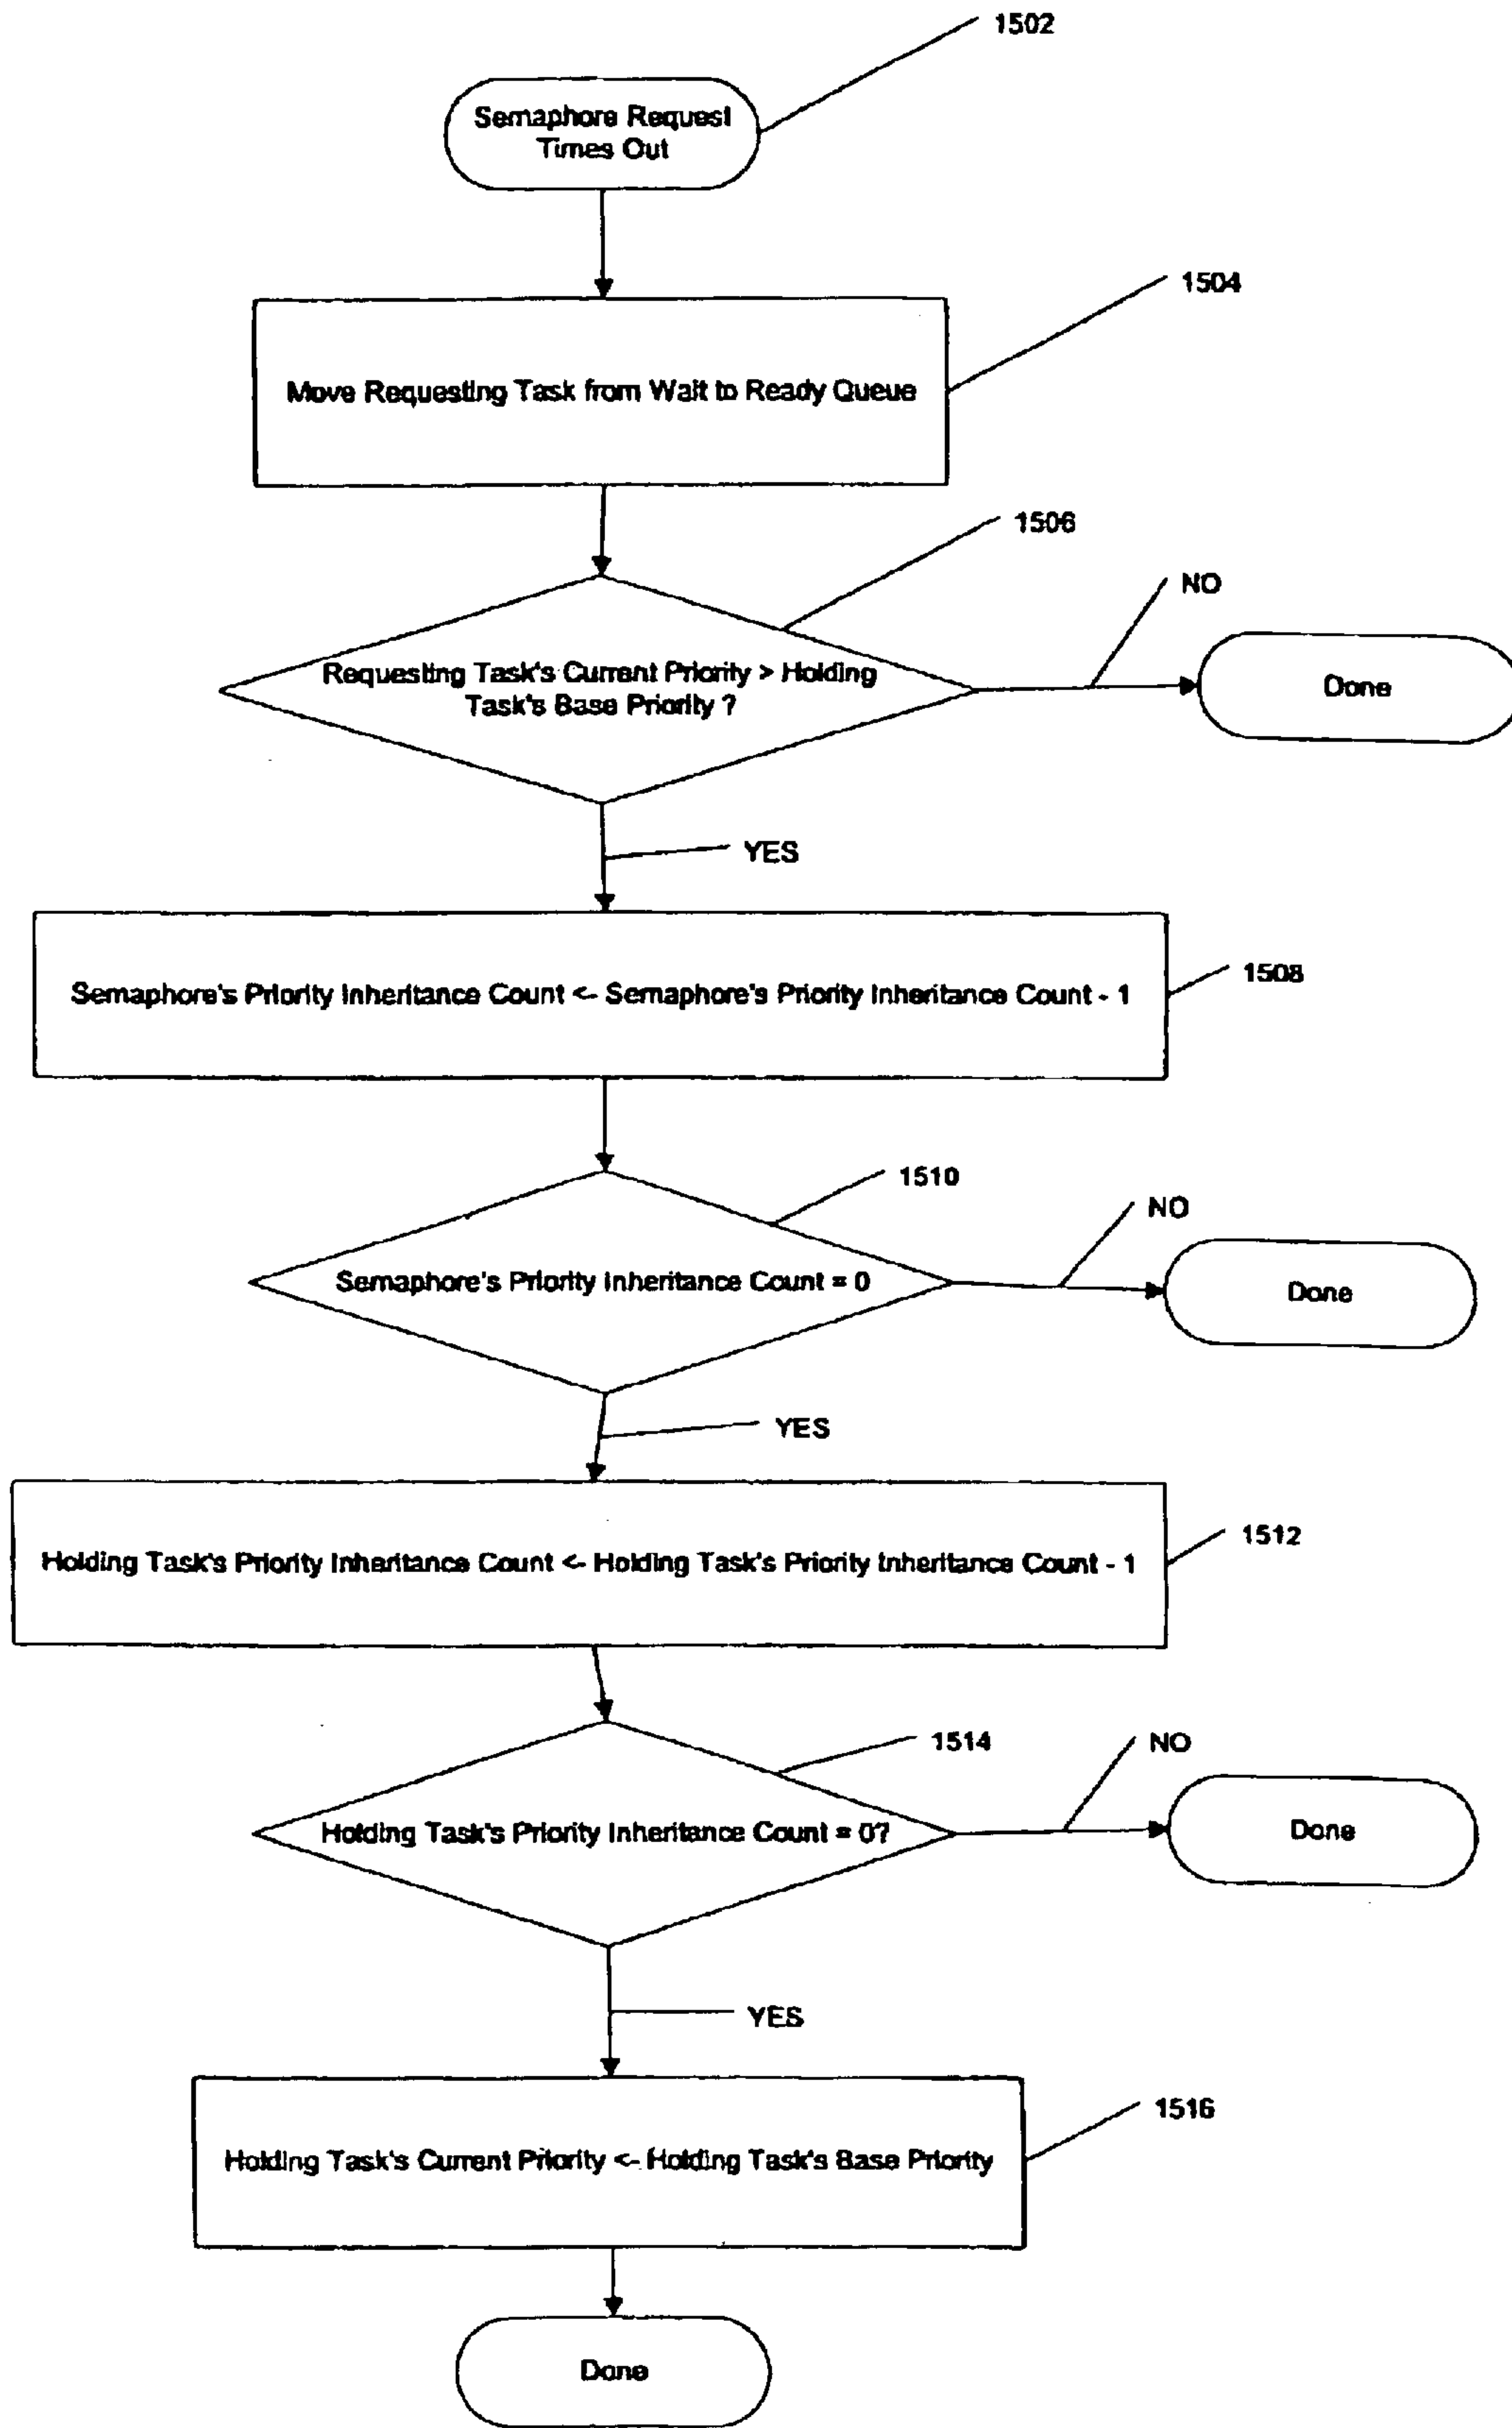 1502
Semaphore Request
Times Out
1504
Move Requesting Task from Wait to Ready Queue
1506
NO
Requesting Task's Current Priority > Holding
Task's Base Priority ?
Done
YES
1508
Semaphore's Priority Inheritance Count <- Semaphore's Priority Inheritance Count - 1
1510
NO
Semaphore's Priority Inheritance Count = 0
Done
YES
1512
Holding Task's Priority Inheritance Count <- Holding Task's Priority Inheritance Count - 1
1514
NO
Holding Task's Priority Inheritance Count = 0?
Done
YES
1516
Holding Task's Current Priority <- Holding Task's Base Priority
Done